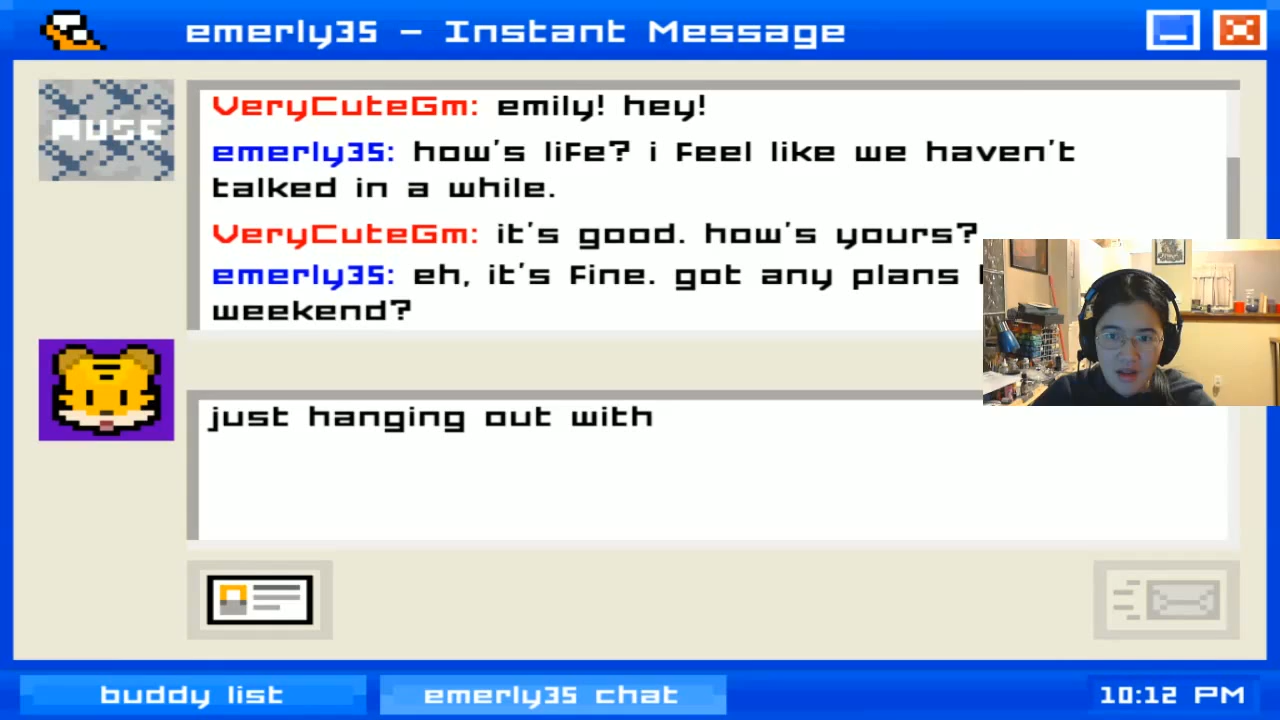 emerly35 - Instant Message
MUSE
VeryCuteGm: emily! hey!
emerly35: how's life? i feel like we haven't
talked in a while.
VeryCuteGm: it's good. how's yours?
emerly35: eh, it's fine. got any plans
weekend?
just hanging out with
buddy list
emerly35 chat
10:12 PM